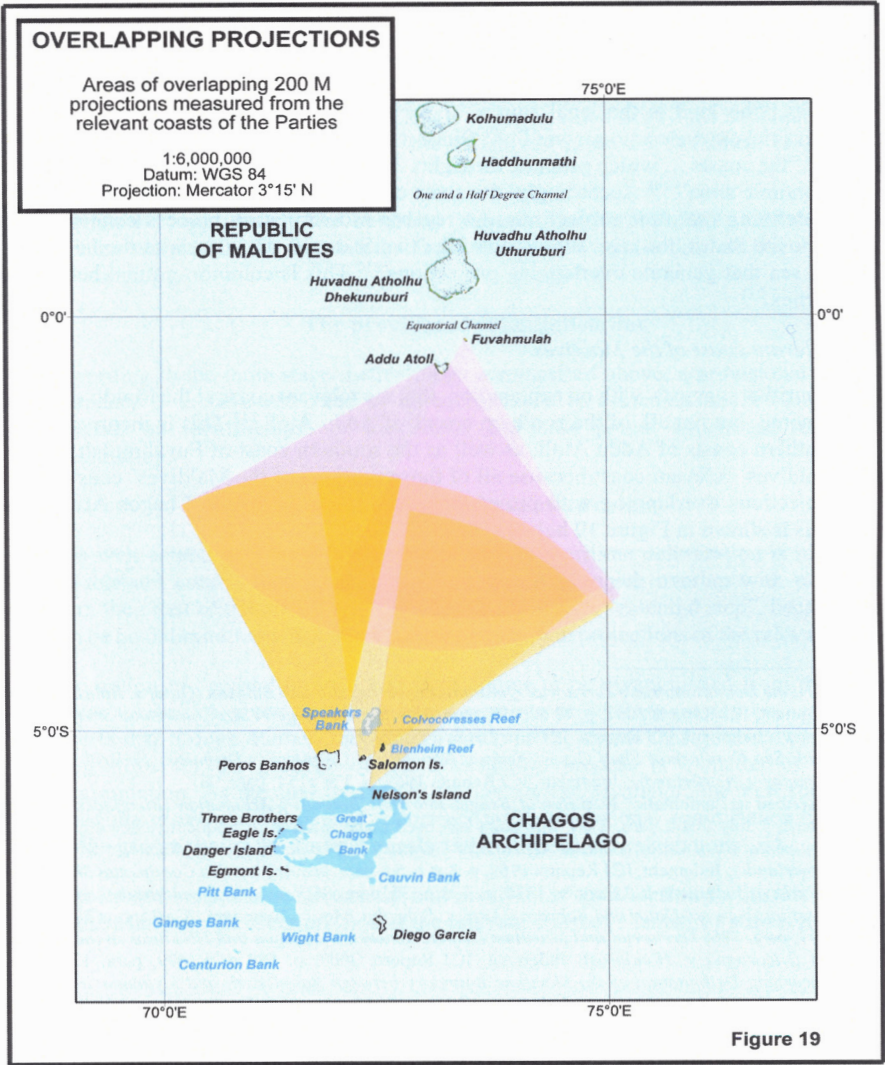 OVERLAPPING PROJECTIONS
Areas of overlapping 200 M
projections measured from the
relevant coasts of the Parties
1:6,000,000
Datum: WGS 84
Projection: Mercator 3°15' N
75°0'E
Kolhumadulu
Haddhunmathi
One and a Half Degree Channel
REPUBLIC
OF MALDIVES
Huvadhu Atholhu
Uthuruburi
Huvadhu Atholhu
Dhekunuburi
0°0'
0°0'
Equatorial Channel
Fuvahmulah
Addu Atoll
Speakers
Bank
Colvocoresses Reef
5°0'S
5°0'S
Blenheim Reef
Peros Banhos
Salomon Is.
Nelson's Island
Three Brothers
Great
Chagos
Bank
Eagle Is.
Danger Island
CHAGOS
ARCHIPELAGO
Egmont Is.
Cauvin Bank
Pitt Bank
Ganges Bank
Wight Bank
Diego Garcia
Centurion Bank
70°0'E
75°0'E
Figure 19